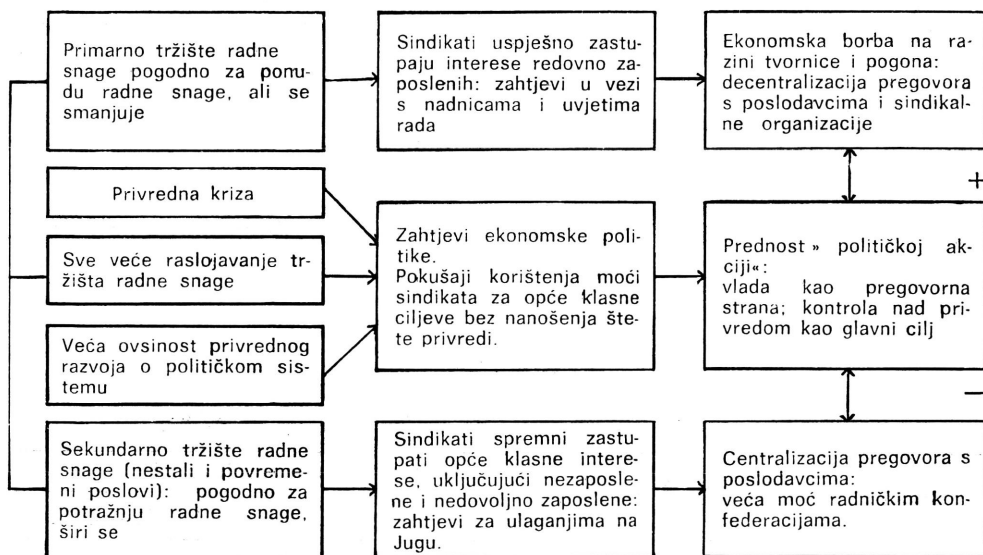 Primarno tržište radne
snage pogodno za ponu-
du radne snage, ali se
smanjuje
Sindikati uspješno zastu-
paju interese redovno za-
poslenih: zahtjevi u vezi
s nadnicama i uvjetima
rada
Ekonomska borba na ra-
zini tvornice i pogona:
decentralizacija pregovora
s poslodavcima i sindikal-
ne organizacije
+
Privredna kriza
Sve veće raslojavanje tr-
žišta radne snage
Veća ovsinost privrednog
razvoja o političkom sis-
temu
Zahtjevi ekonomske poli-
tike.
Pokušaji korištenja moći
sindikata za opće klasne
ciljeve bez nanošenja šte-
te privredi.
Prednost » političkoj ak-
ciji«:
vlada kao pregovorna
strana; kontrola nad pri-
vredom kao glavni cilj
—
Sekundarno tržište radne
snage (nestali i povreme-
ni poslovi): pogodno za
potražnju radne snage,
širi se
Sindikati spremni zastu-
pati opće klasne intere-
se, uključujući nezaposle-
ne i nedovoljno zaposlene:
zahtjevi za ulaganjima na
Jugu.
Centralizacija pregovora s
poslodavcima:
veća moć radničkim kon-
federacijama.